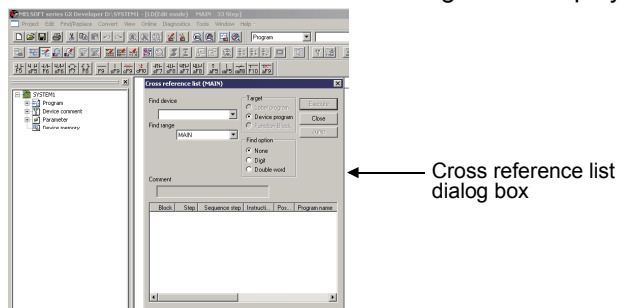 MELSOFT series GX Developer D:\SYSTEM1 - [LD(Edit mode) MAIN 33 Step]
Project Edit Find/Replace Convert View Online Diagnostics Tools Window Help
Program
Cross reference list (MAIN)
SYSTEM1
Program
Device comment
Parameter
Device memory
Find device
Target
Label program
Device program
Function Block
Execute
Close
Jump
Find range
MAIN
Find option
None
Digit
Double word
Comment
Block Step Sequence step Instructi... Pos... Program name
Cross reference list
dialog box